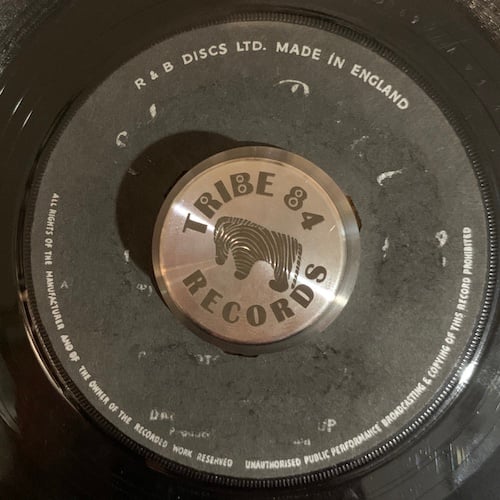 R & B DISCS LTD. MADE IN ENGLAND
TRIBE 84
RECORDS
ALL RIGHTS OF THE MANUFACTURER AND OF THE OWNER OF THE RECORDED WORK RESERVED UNAUTHORISED PUBLIC PERFORMANCE BROADCASTING & COPYING OF THIS RECORD PROHIBITED